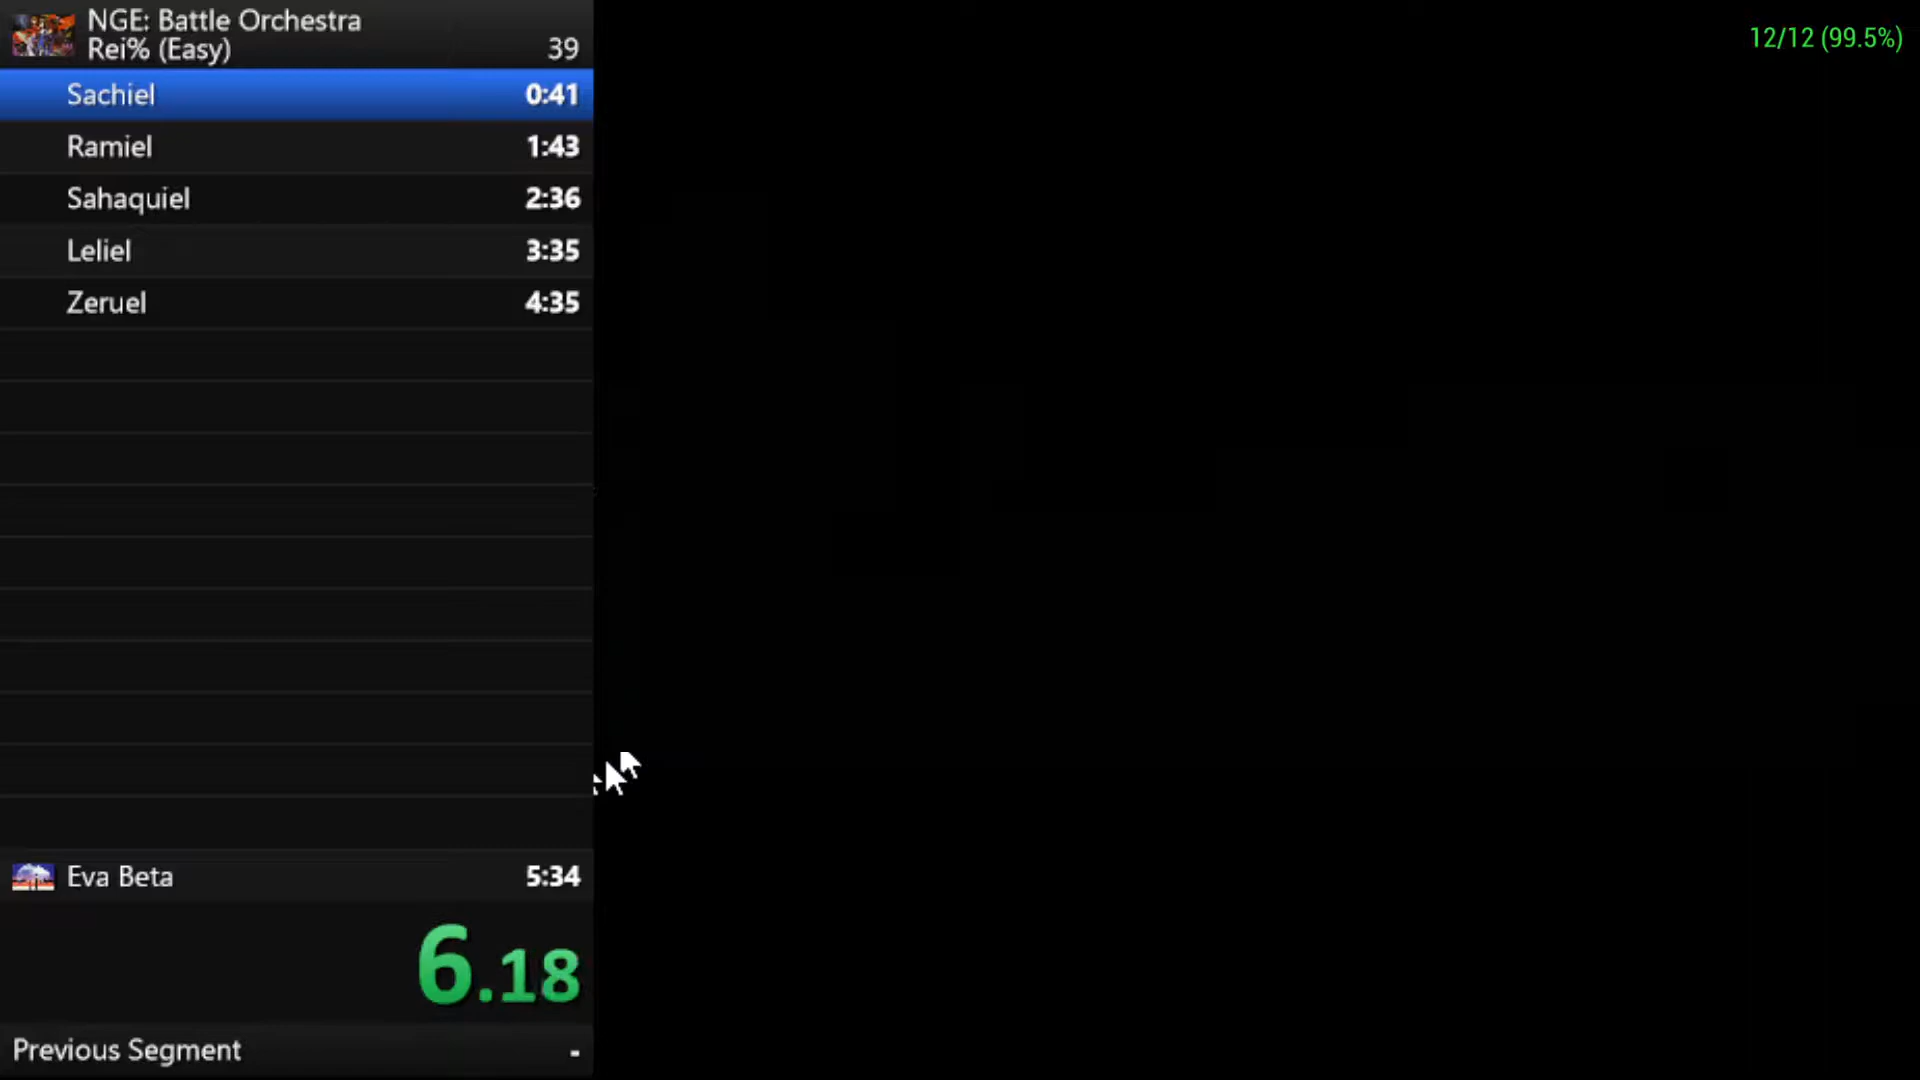 NGE: Battle Orchestra
Rei% (Easy)
39
12/12 (99.5%)
Sachiel 0:41
Ramiel 1:43
Sahaquiel 2:36
Leliel 3:35
Zeruel 4:35
Eva Beta 5:34
6.18
Previous Segment -